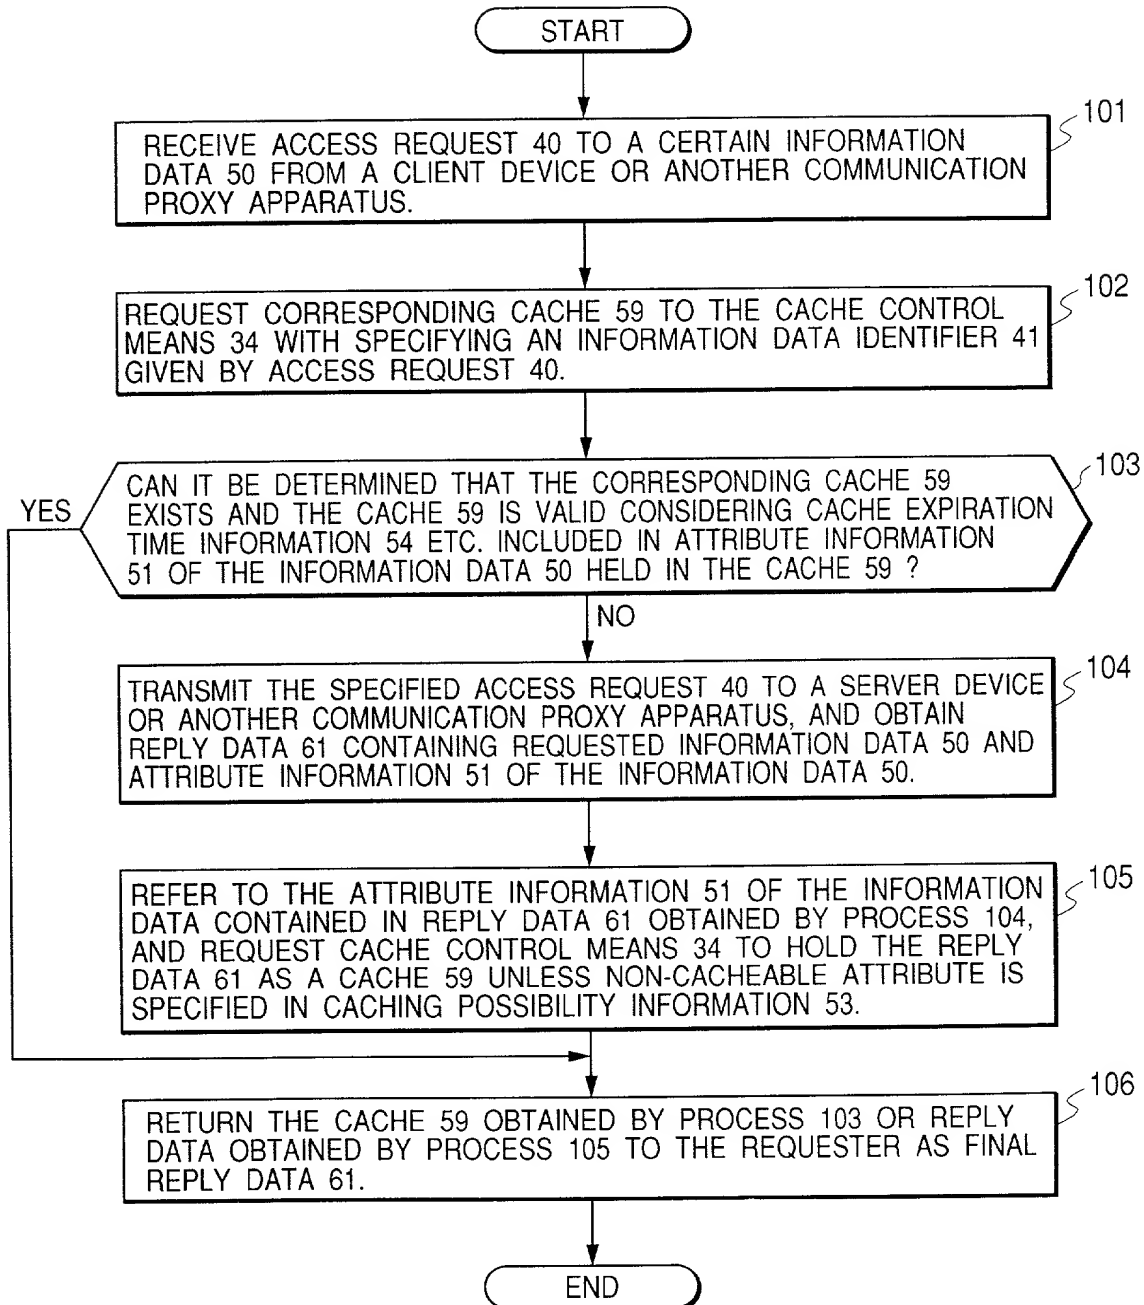 START
101
RECEIVE ACCESS REQUEST 40 TO A CERTAIN INFORMATION
DATA 50 FROM A CLIENT DEVICE OR ANOTHER COMMUNICATION
PROXY APPARATUS.
102
REQUEST CORRESPONDING CACHE 59 TO THE CACHE CONTROL
MEANS 34 WITH SPECIFYING AN INFORMATION DATA IDENTIFIER 41
GIVEN BY ACCESS REQUEST 40.
103
YES
CAN IT BE DETERMINED THAT THE CORRESPONDING CACHE 59
EXISTS AND THE CACHE 59 IS VALID CONSIDERING CACHE EXPIRATION
TIME INFORMATION 54 ETC. INCLUDED IN ATTRIBUTE INFORMATION
51 OF THE INFORMATION DATA 50 HELD IN THE CACHE 59 ?
NO
104
TRANSMIT THE SPECIFIED ACCESS REQUEST 40 TO A SERVER DEVICE
OR ANOTHER COMMUNICATION PROXY APPARATUS, AND OBTAIN
REPLY DATA 61 CONTAINING REQUESTED INFORMATION DATA 50 AND
ATTRIBUTE INFORMATION 51 OF THE INFORMATION DATA 50.
105
REFER TO THE ATTRIBUTE INFORMATION 51 OF THE INFORMATION
DATA CONTAINED IN REPLY DATA 61 OBTAINED BY PROCESS 104,
AND REQUEST CACHE CONTROL MEANS 34 TO HOLD THE REPLY
DATA 61 AS A CACHE 59 UNLESS NON-CACHEABLE ATTRIBUTE IS
SPECIFIED IN CACHING POSSIBILITY INFORMATION 53.
106
RETURN THE CACHE 59 OBTAINED BY PROCESS 103 OR REPLY
DATA OBTAINED BY PROCESS 105 TO THE REQUESTER AS FINAL
REPLY DATA 61.
END